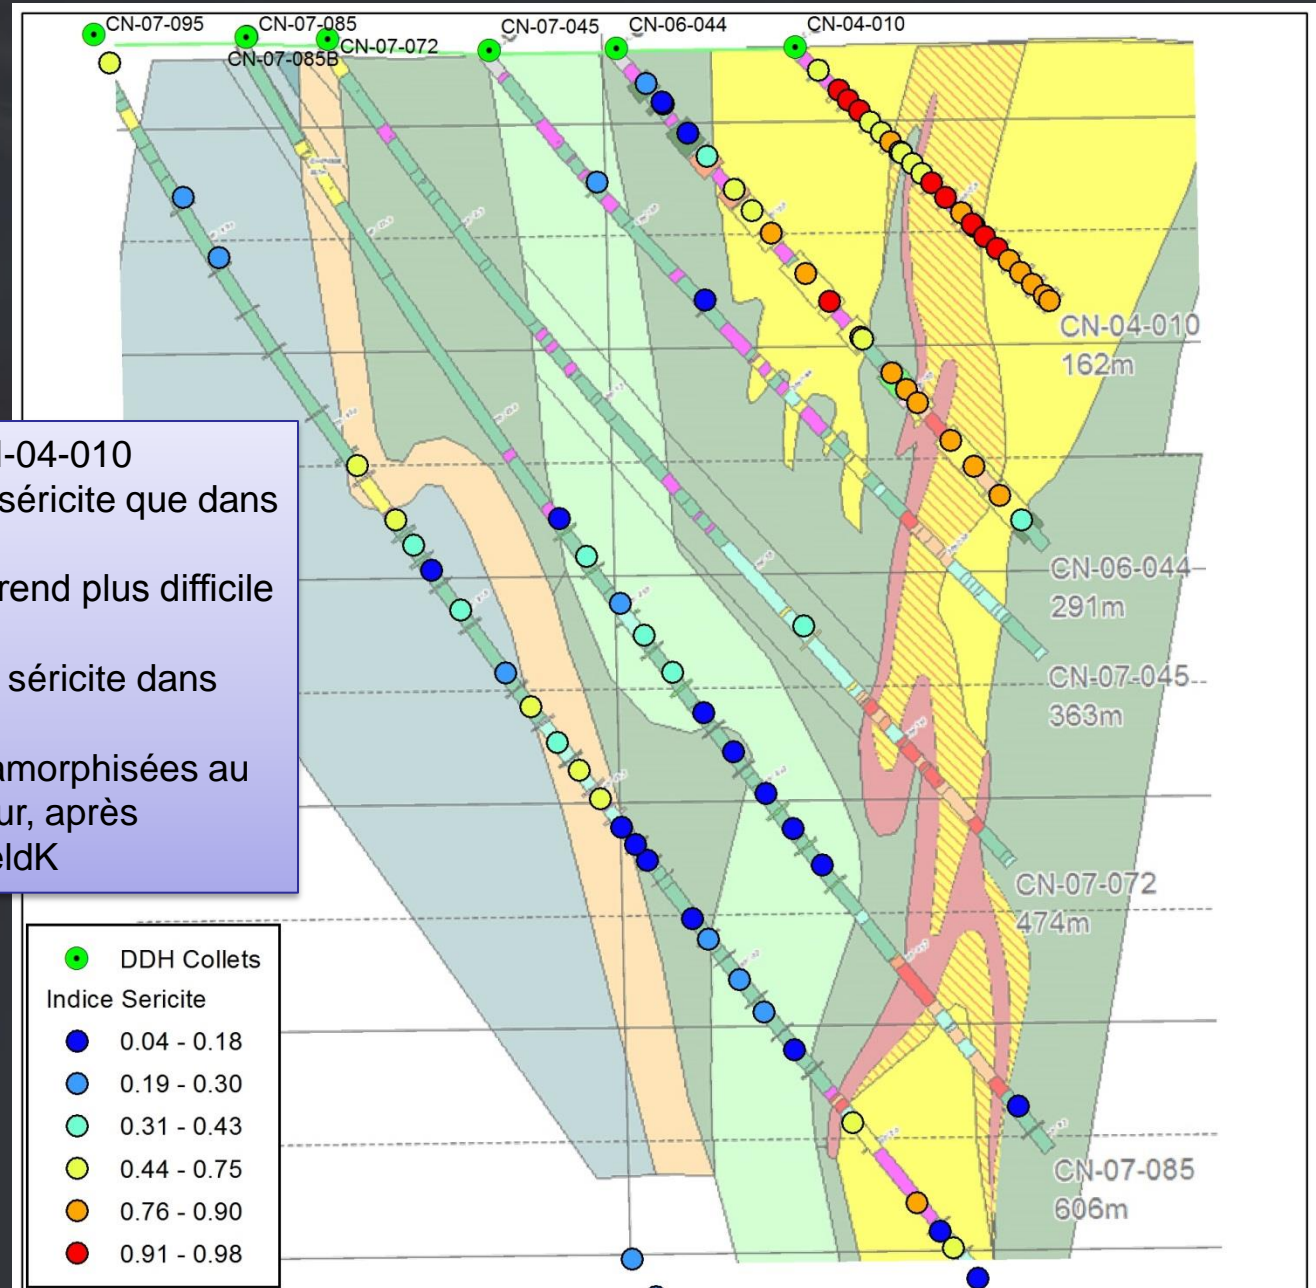 CN-07-095
CN-07-085
CN-07-045
CN-06-044
CN-04-010
CN-07-072
CN-07-085B
CN-04-010
162m
-04-010
séricite que dans
CN-06-044
291m
rend plus difficile
séricite dans
CN-07-045
363m
amorphisées au
ur, après
eldK
CN-07-072
474m
DDH Collets
Indice Sericite
0.04 - 0.18
0.19 - 0.30
0.31 - 0.43
0.44 - 0.75
0.76 - 0.90
0.91 - 0.98
CN-07-085
606m